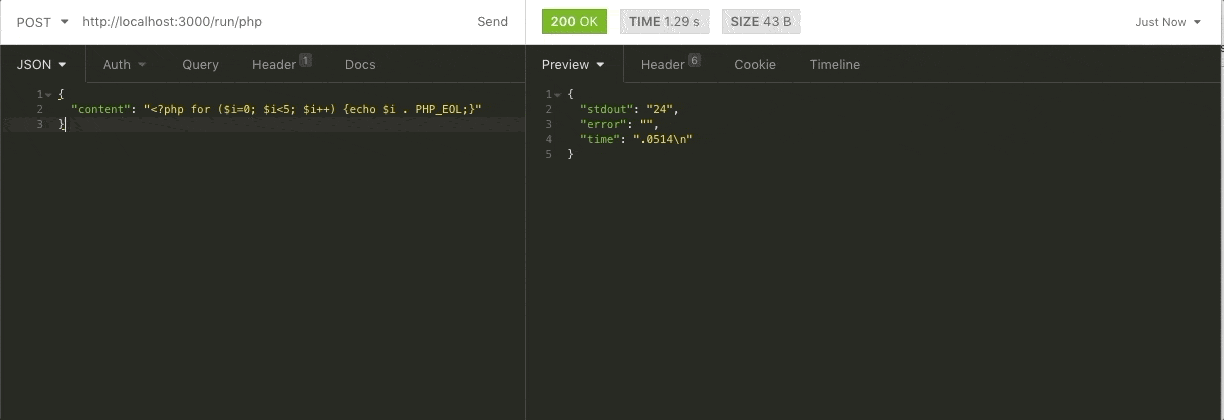 POST http://localhost:3000/run/php Send
200 OK TIME 1.29 s SIZE 43 B Just Now
JSON Auth Query Header 1 Docs
Preview Header 6 Cookie Timeline
1 {
2 "content": "<?php for ($i=0; $i<5; $i++) {echo $i . PHP_EOL;}"
3 }
1 {
2 "stdout": "24",
3 "error": "",
4 "time": ".0514\n"
5 }